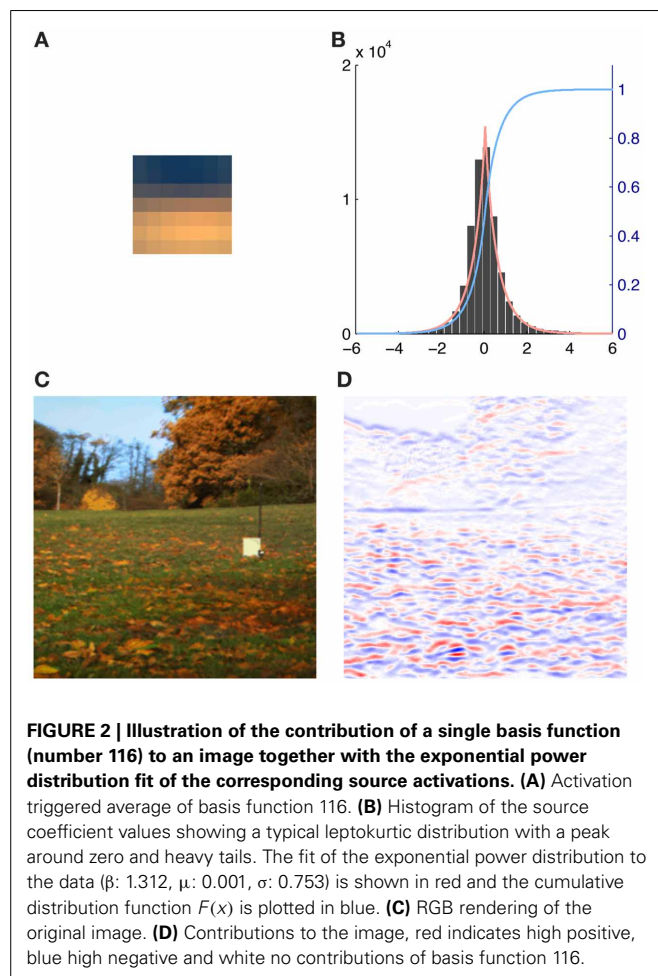 A
B
x 10⁴
2
1
0
1
0.8
0.6
0.4
0.2
0
−6 −4 −2 0 2 4 6
C
D
FIGURE 2 | Illustration of the contribution of a single basis function
(number 116) to an image together with the exponential power
distribution fit of the corresponding source activations. (A) Activation
triggered average of basis function 116. (B) Histogram of the source
coefficient values showing a typical leptokurtic distribution with a peak
around zero and heavy tails. The fit of the exponential power distribution to
the data (β: 1.312, μ: 0.001, σ: 0.753) is shown in red and the cumulative
distribution function F(x) is plotted in blue. (C) RGB rendering of the
original image. (D) Contributions to the image, red indicates high positive,
blue high negative and white no contributions of basis function 116.